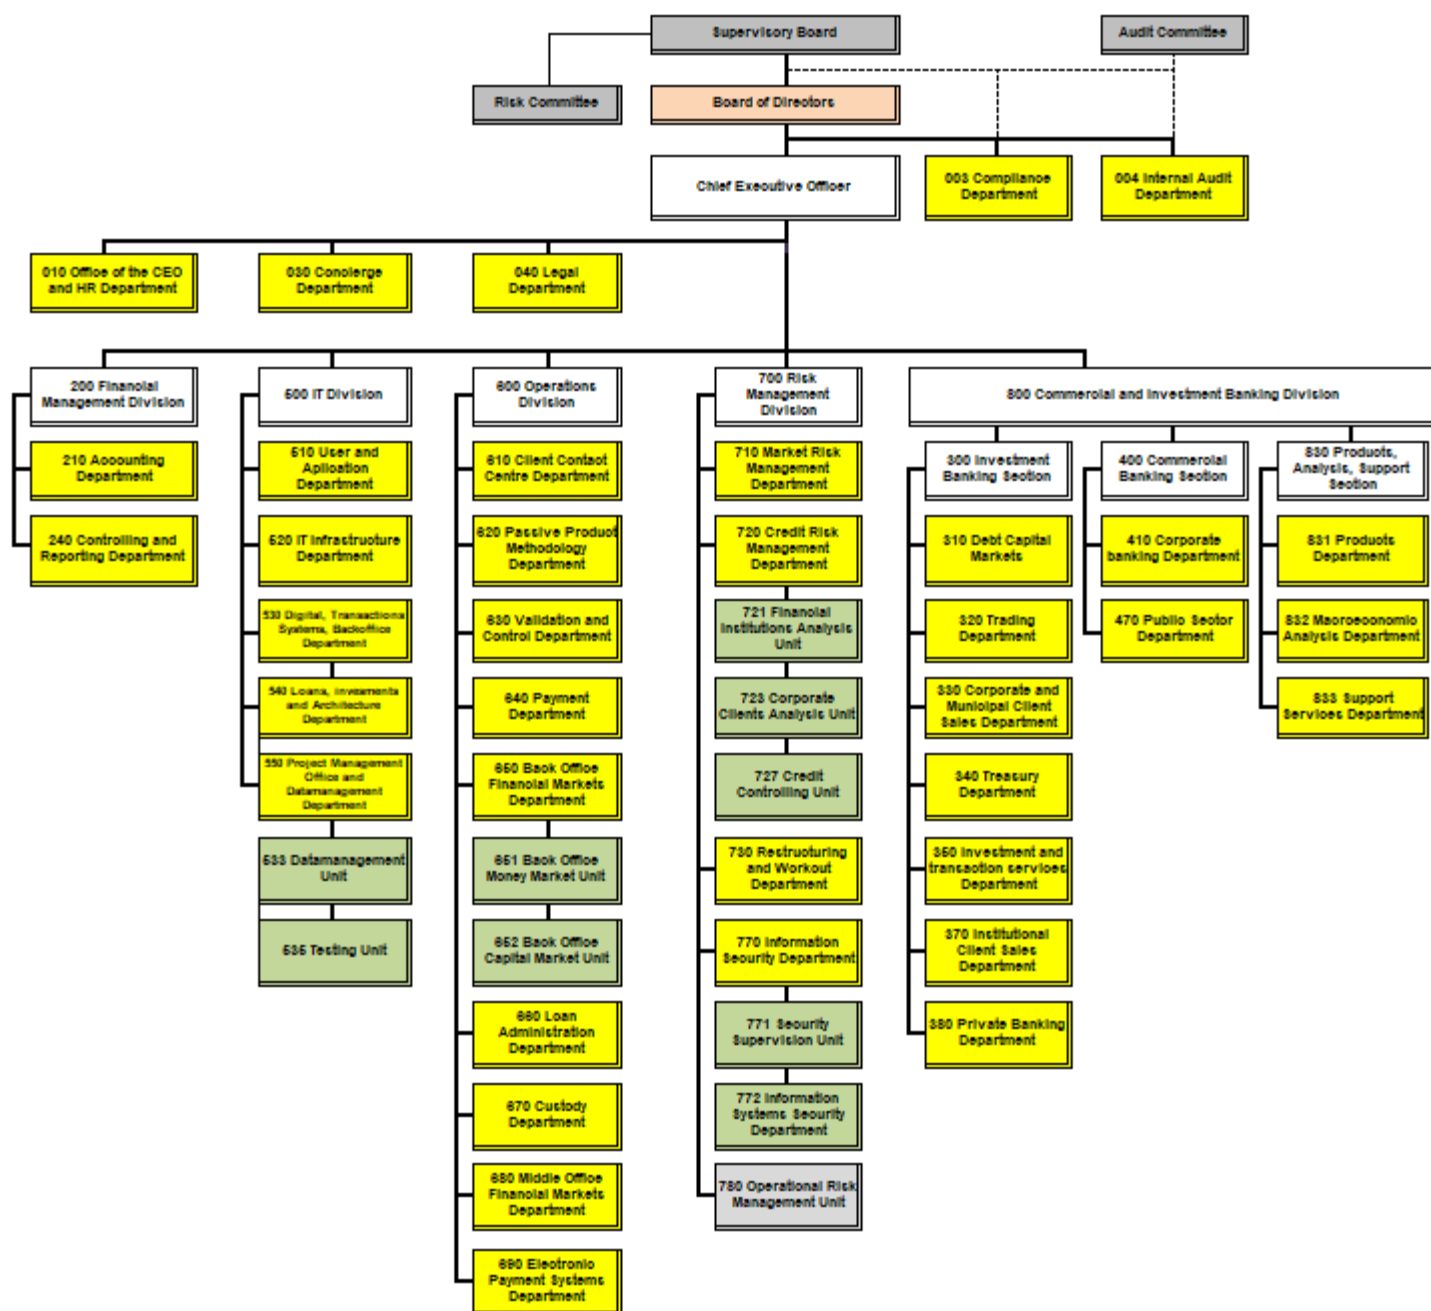 Supervisory Board
Audit Committee
Risk Committee
Board of Directors
Chief Executive Officer
003 Compliance
Department
004 Internal Audit
Department
010 Office of the CEO
and HR Department
030 Concierge
Department
040 Legal
Department
200 Financial
Management Division
500 IT Division
600 Operations
Division
700 Risk
Management
Division
800 Commercial and Investment Banking Division
210 Accounting
Department
510 User and
Aplication
Department
610 Client Contact
Centre Department
710 Market Risk
Management
Department
300 Investment
Banking Section
400 Commercial
Banking Section
830 Products,
Analysis, Support
Section
240 Controlling and
Reporting Department
520 IT Infrastructure
Department
620 Passive Product
Methodology
Department
720 Credit Risk
Management
Department
310 Debt Capital
Markets
410 Corporate
banking Department
831 Products
Department
530 Digital, Transactions
Systems, Backoffice
Department
630 Validation and
Control Department
721 Financial
Institutions Analysis
Unit
320 Trading
Department
470 Public Sector
Department
832 Macroeconomic
Analysis Department
540 Loans, Invesments
and Architecture
Department
640 Payment
Department
723 Corporate
Clients Analysis Unit
330 Corporate and
Municipal Client
Sales Department
833 Support
Services Department
550 Project Management
Office and
Datamanagement
Department
650 Back Office
Financial Markets
Department
727 Credit
Controlling Unit
340 Treasury
Department
533 Datamanagement
Unit
651 Back Office
Money Market Unit
730 Restructuring
and Workout
Department
350 Investment and
transaction services
Department
535 Testing Unit
652 Back Office
Capital Market Unit
770 Information
Security Department
370 Institutional
Client Sales
Department
660 Loan
Administration
Department
771 Security
Supervision Unit
380 Private Banking
Department
670 Custody
Department
772 Information
Systems Security
Department
680 Middle Office
Financial Markets
Department
780 Operational Risk
Management Unit
690 Electronic
Payment Systems
Department